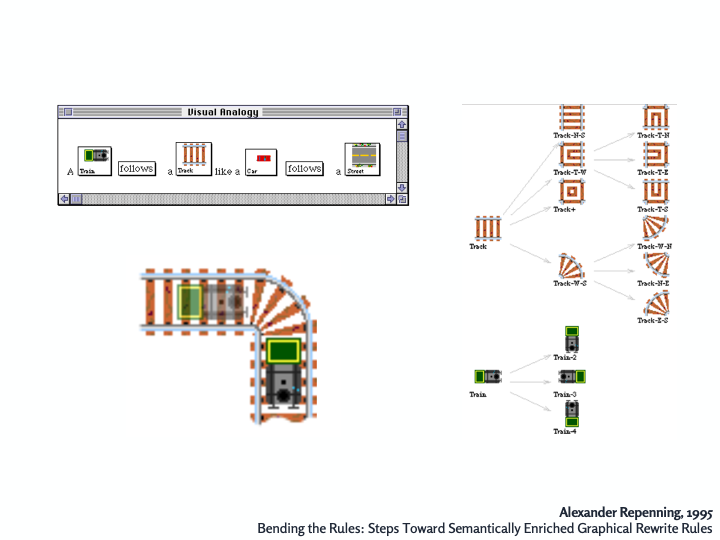 Visual Analogy
A Train follows a Track like a Car follows a Street
Track-N-S
Track-T-N
Track-T-W
Track-T-E
Track+
Track-T-S
Track
Track-W-N
Track-W-S
Track-N-E
Track-E-S
Train-2
Train
Train-3
Train-4
Alexander Repenning, 1995
Bending the Rules: Steps Toward Semantically Enriched Graphical Rewrite Rules